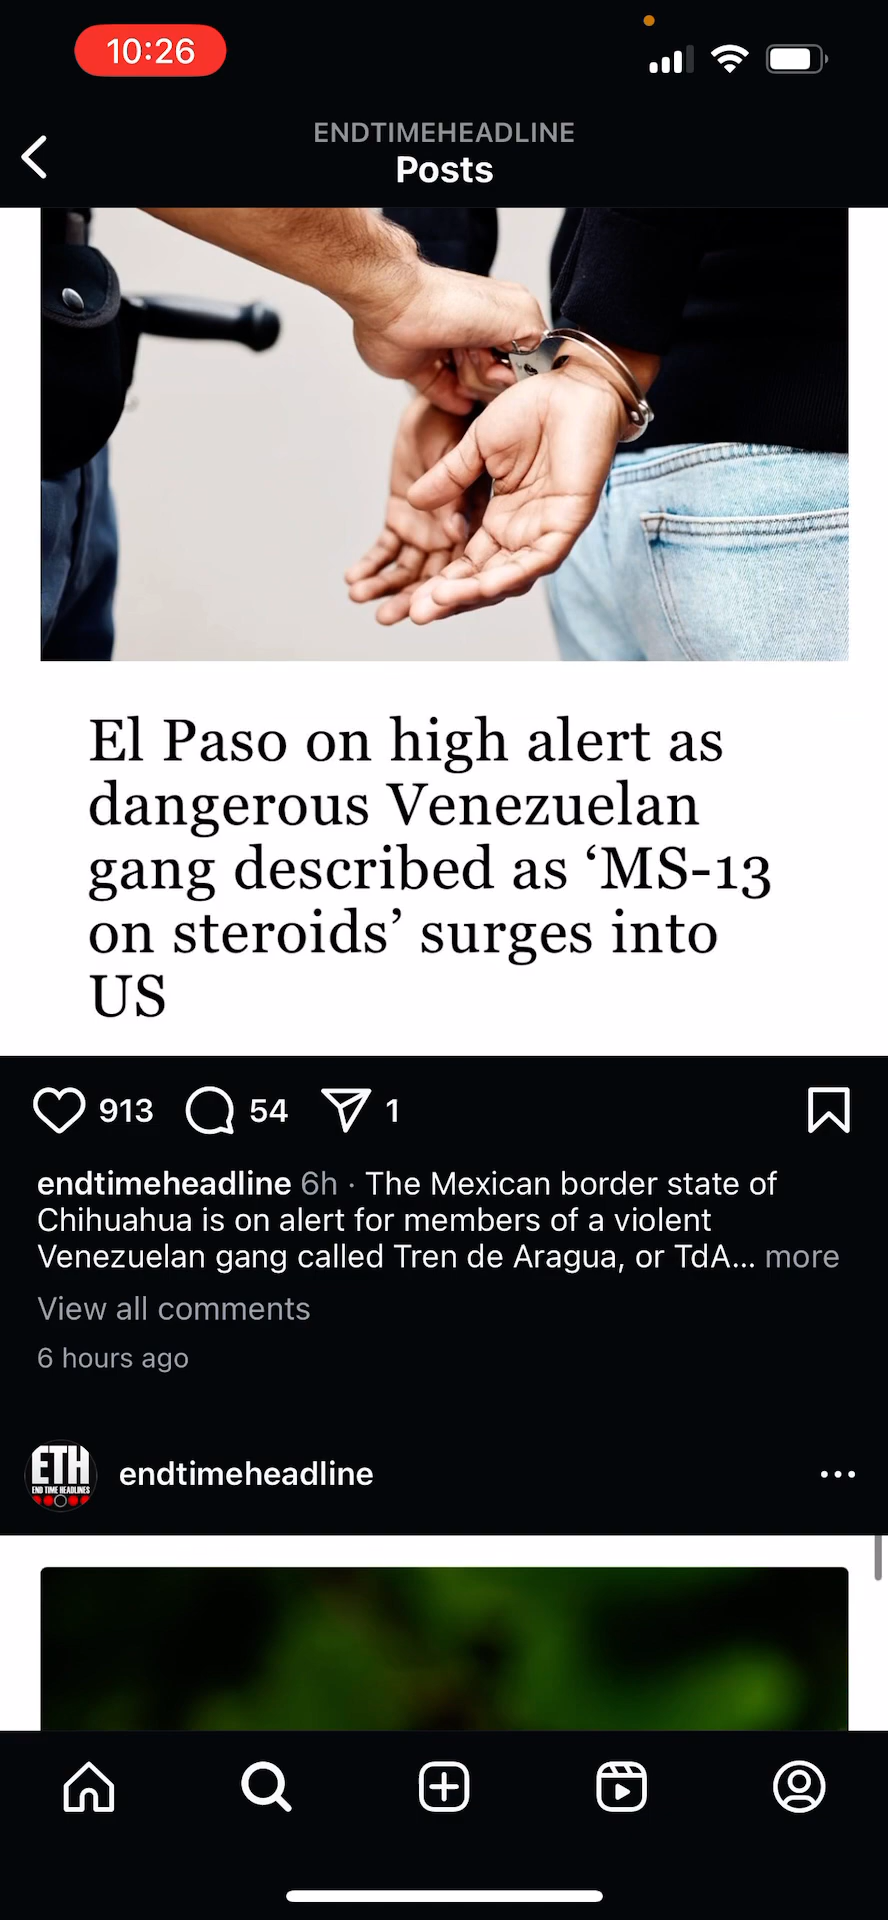 10:26
ENDTIMEHEADLINE
Posts
El Paso on high alert as
dangerous Venezuelan
gang described as ‘MS-13
on steroids’ surges into
US
913 54 1
endtimeheadline 6h · The Mexican border state of
Chihuahua is on alert for members of a violent
Venezuelan gang called Tren de Aragua, or TdA... more
View all comments
6 hours ago
ETH
END TIME HEADLINES
endtimeheadline